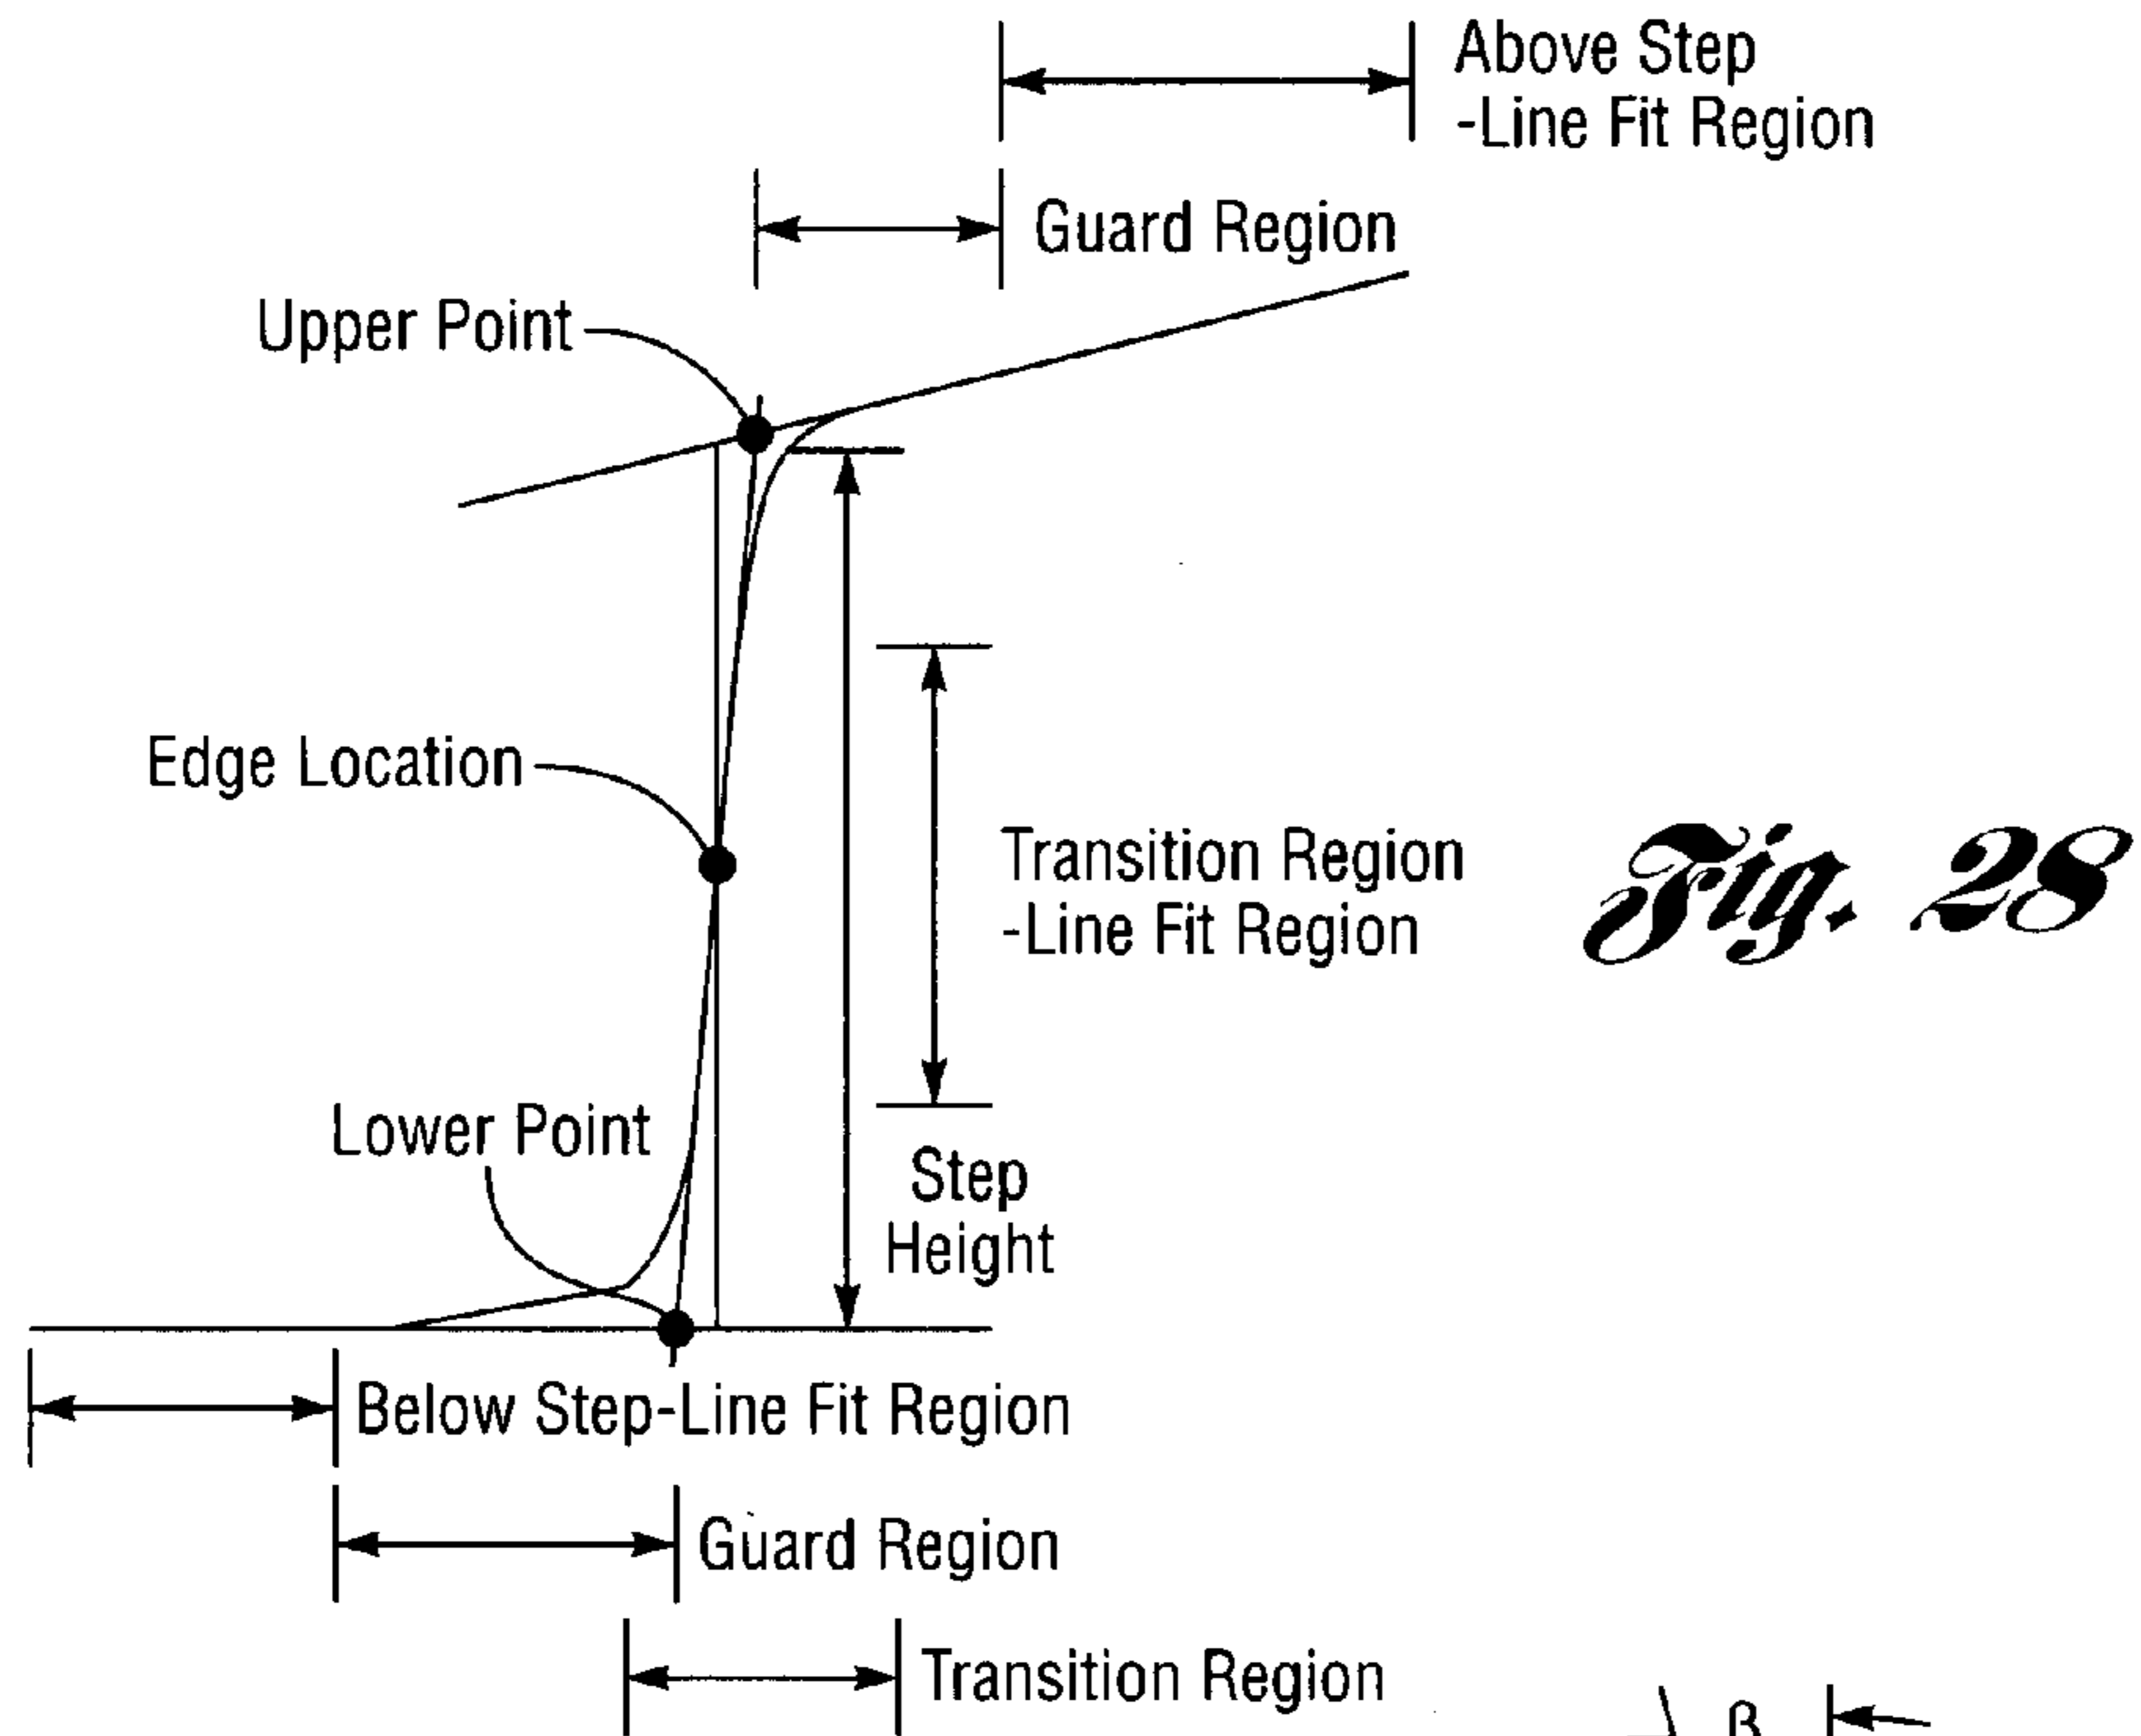 Above Step
-Line Fit Region
Guard Region
Upper Point
Edge Location
Transition Region
-Line Fit Region
Fig. 28
Lower Point
Step
Height
Below Step-Line Fit Region
Guard Region
Transition Region
β